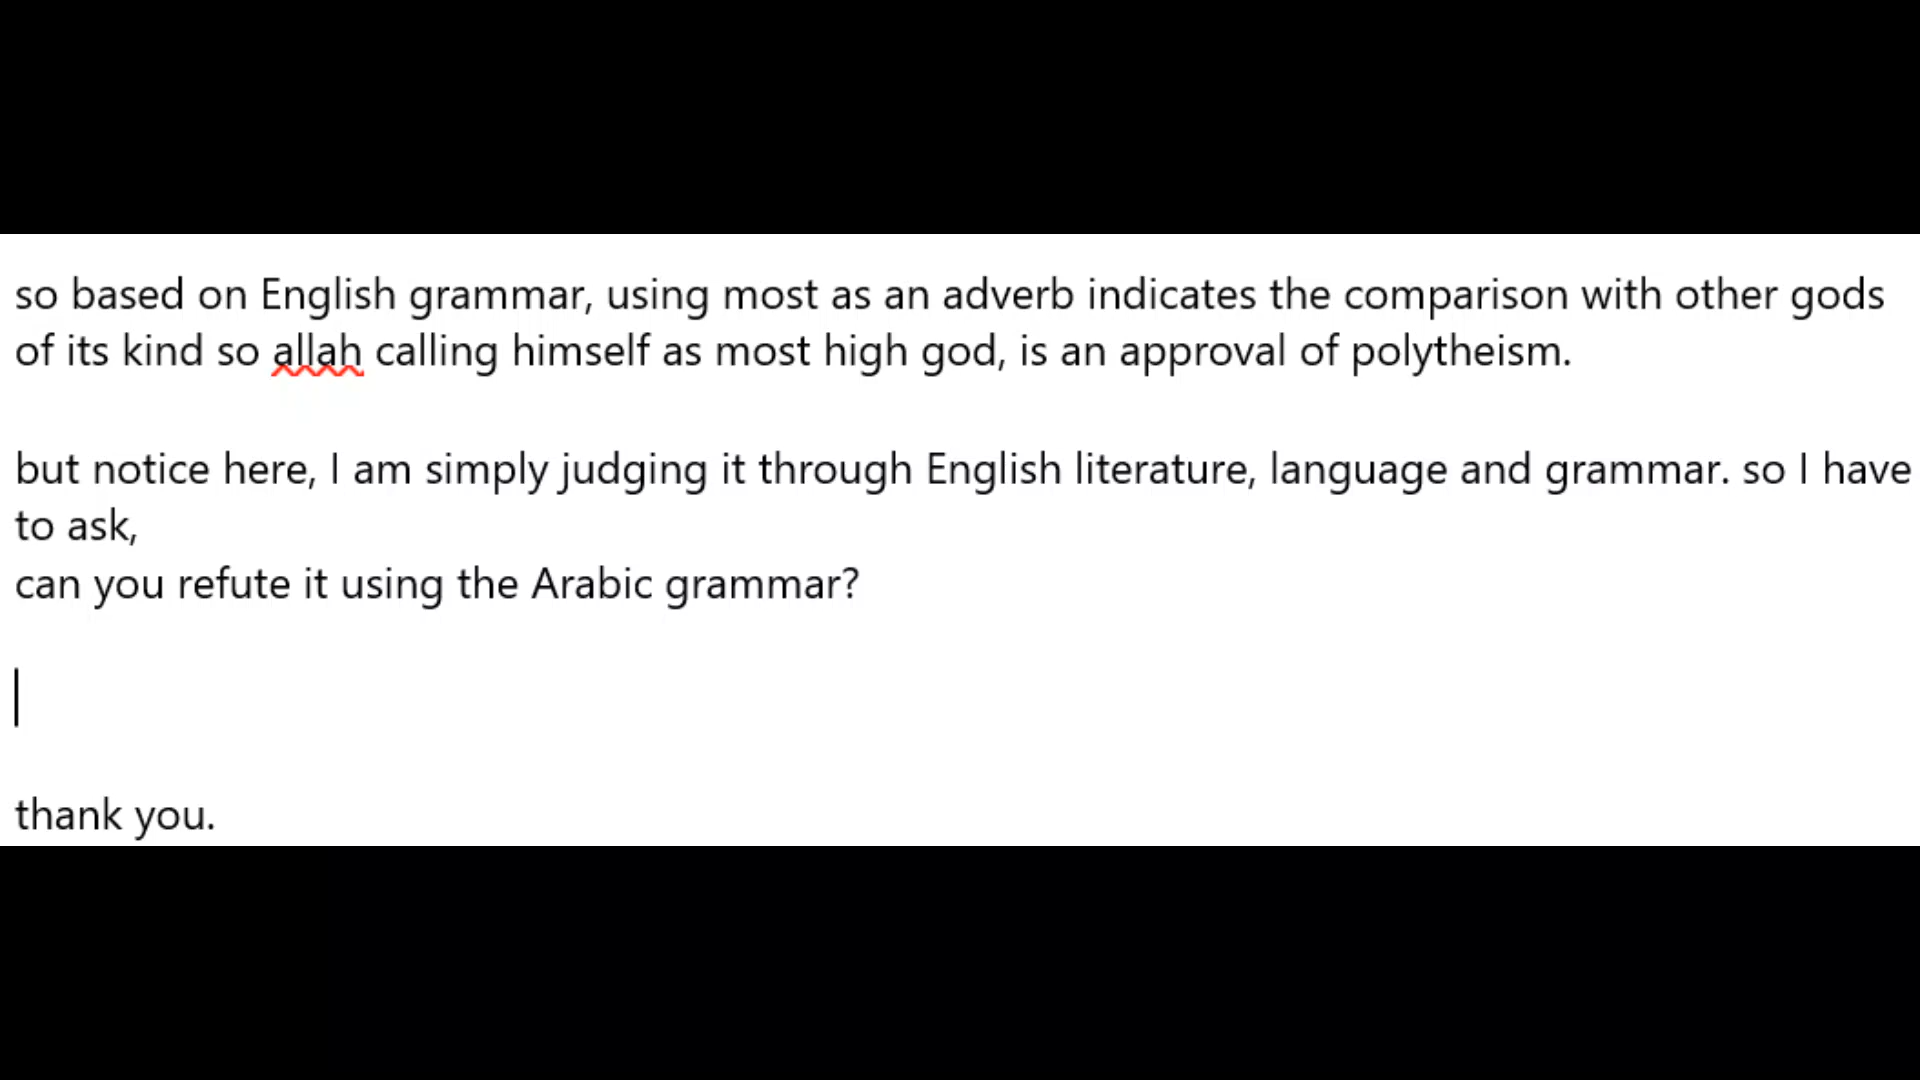 so based on English grammar, using most as an adverb indicates the comparison with other gods
of its kind so allah calling himself as most high god, is an approval of polytheism.
but notice here, I am simply judging it through English literature, language and grammar. so I have
to ask,
can you refute it using the Arabic grammar?
thank you.